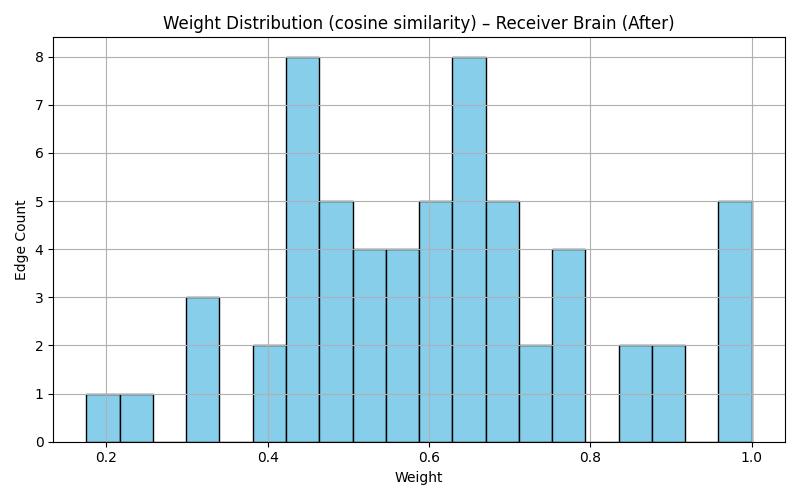 Weight Distribution (cosine similarity) – Receiver Brain (After)
8
7
6
5
4
3
2
1
0
Edge Count
0.2 0.4 0.6 0.8 1.0
Weight